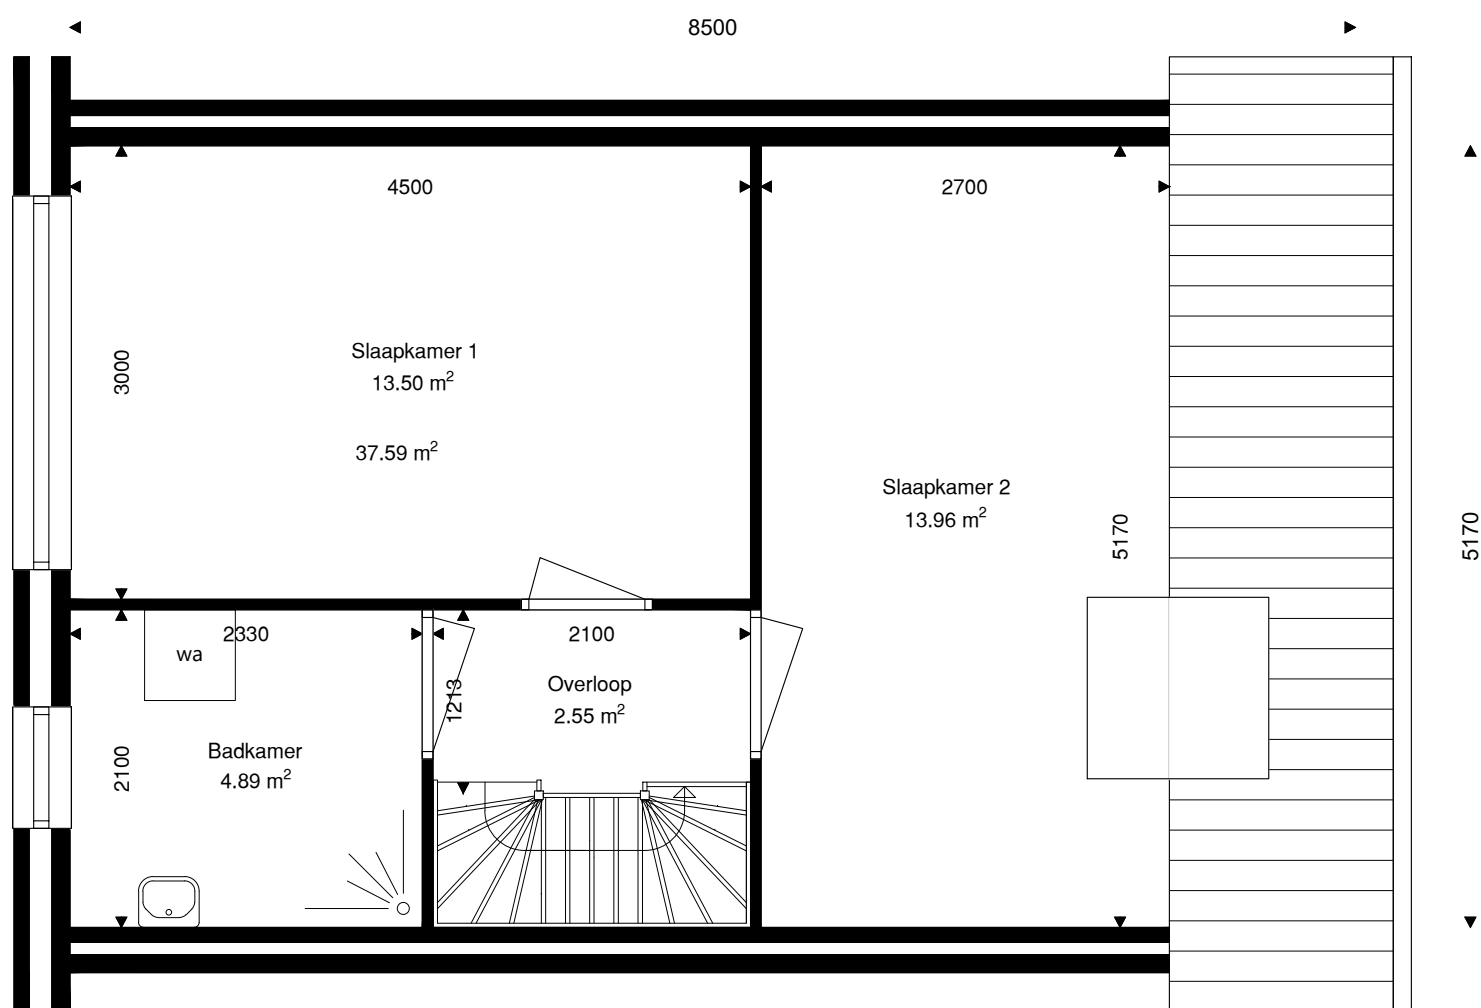 8500
4500
2700
3000
Slaapkamer 1
13.50 m²
37.59 m²
Slaapkamer 2
13.96 m²
5170
5170
2330
2100
wa
1213
Overloop
2.55 m²
2100
Badkamer
4.89 m²